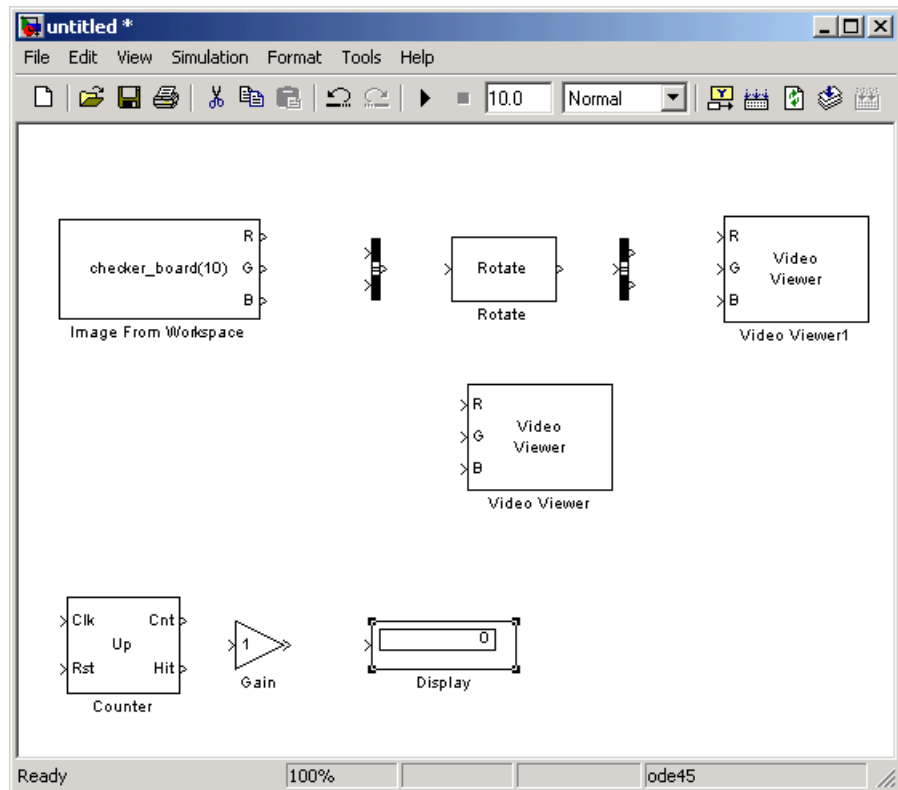 untitled *
File Edit View Simulation Format Tools Help
10.0 Normal
R
checker_board(10) G
B
Image From Workspace
Rotate
Rotate
R
Video
G
Viewer
B
Video Viewer1
R
Video
G
Viewer
B
Video Viewer
Clk Cnt
Up
Rst Hit
Counter
1
Gain
0
Display
Ready 100% ode45